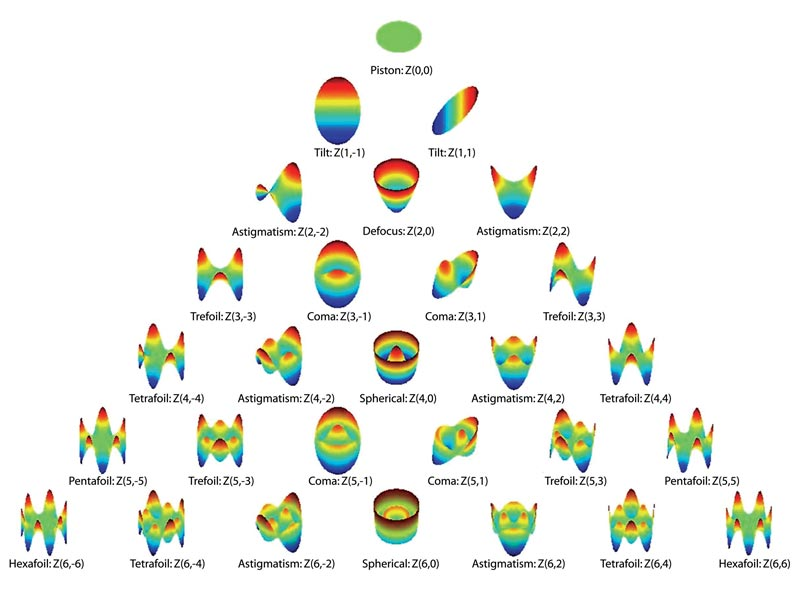 Piston: Z(0,0)
Tilt: Z(1,-1) Tilt: Z(1,1)
Astigmatism: Z(2,-2) Defocus: Z(2,0) Astigmatism: Z(2,2)
Trefoil: Z(3,-3) Coma: Z(3,-1) Coma: Z(3,1) Trefoil: Z(3,3)
Tetrafoil: Z(4,-4) Astigmatism: Z(4,-2) Spherical: Z(4,0) Astigmatism: Z(4,2) Tetrafoil: Z(4,4)
Pentafoil: Z(5,-5) Trefoil: Z(5,-3) Coma: Z(5,-1) Coma: Z(5,1) Trefoil: Z(5,3) Pentafoil: Z(5,5)
Hexafoil: Z(6,-6) Tetrafoil: Z(6,-4) Astigmatism: Z(6,-2) Spherical: Z(6,0) Astigmatism: Z(6,2) Tetrafoil: Z(6,4) Hexafoil: Z(6,6)